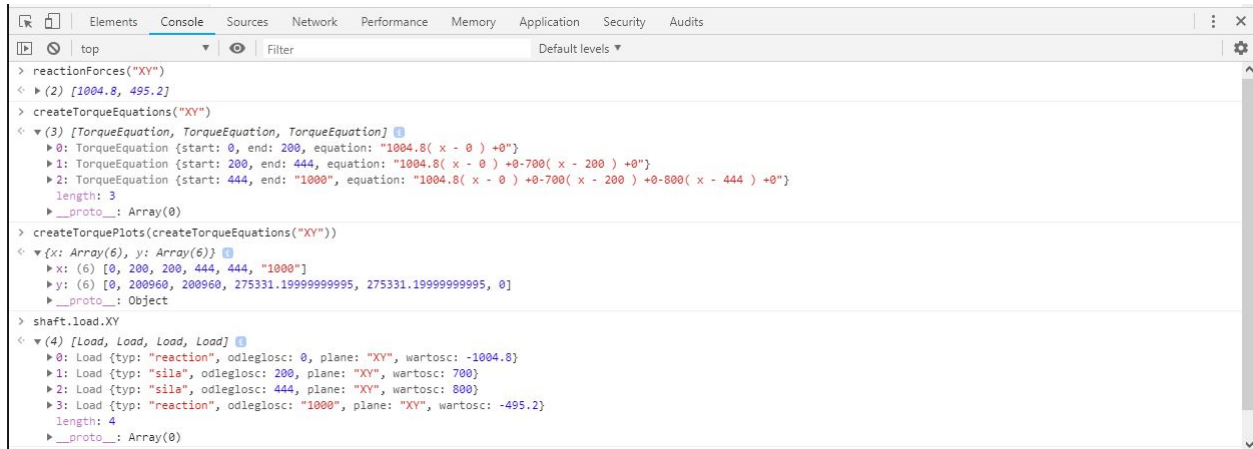 Elements Console Sources Network Performance Memory Application Security Audits
top Filter Default levels ▼
> reactionForces("XY")
< ▶ (2) [1004.8, 495.2]
> createTorqueEquations("XY")
< ▼ (3) [TorqueEquation, TorqueEquation, TorqueEquation] i
▶ 0: TorqueEquation {start: 0, end: 200, equation: "1004.8( x - 0 ) +0"}
▶ 1: TorqueEquation {start: 200, end: 444, equation: "1004.8( x - 0 ) +0-700( x - 200 ) +0"}
▶ 2: TorqueEquation {start: 444, end: "1000", equation: "1004.8( x - 0 ) +0-700( x - 200 ) +0-800( x - 444 ) +0"}
length: 3
▶ __proto__: Array(0)
> createTorquePlots(createTorqueEquations("XY"))
< ▼ {x: Array(6), y: Array(6)} i
▶ x: (6) [0, 200, 200, 444, 444, "1000"]
▶ y: (6) [0, 200960, 200960, 275331.19999999995, 275331.19999999995, 0]
▶ __proto__: Object
> shaft.load.XY
< ▼ (4) [Load, Load, Load, Load] i
▶ 0: Load {typ: "reaction", odleglosc: 0, plane: "XY", wartosc: -1004.8}
▶ 1: Load {typ: "sila", odleglosc: 200, plane: "XY", wartosc: 700}
▶ 2: Load {typ: "sila", odleglosc: 444, plane: "XY", wartosc: 800}
▶ 3: Load {typ: "reaction", odleglosc: "1000", plane: "XY", wartosc: -495.2}
length: 4
▶ __proto__: Array(0)